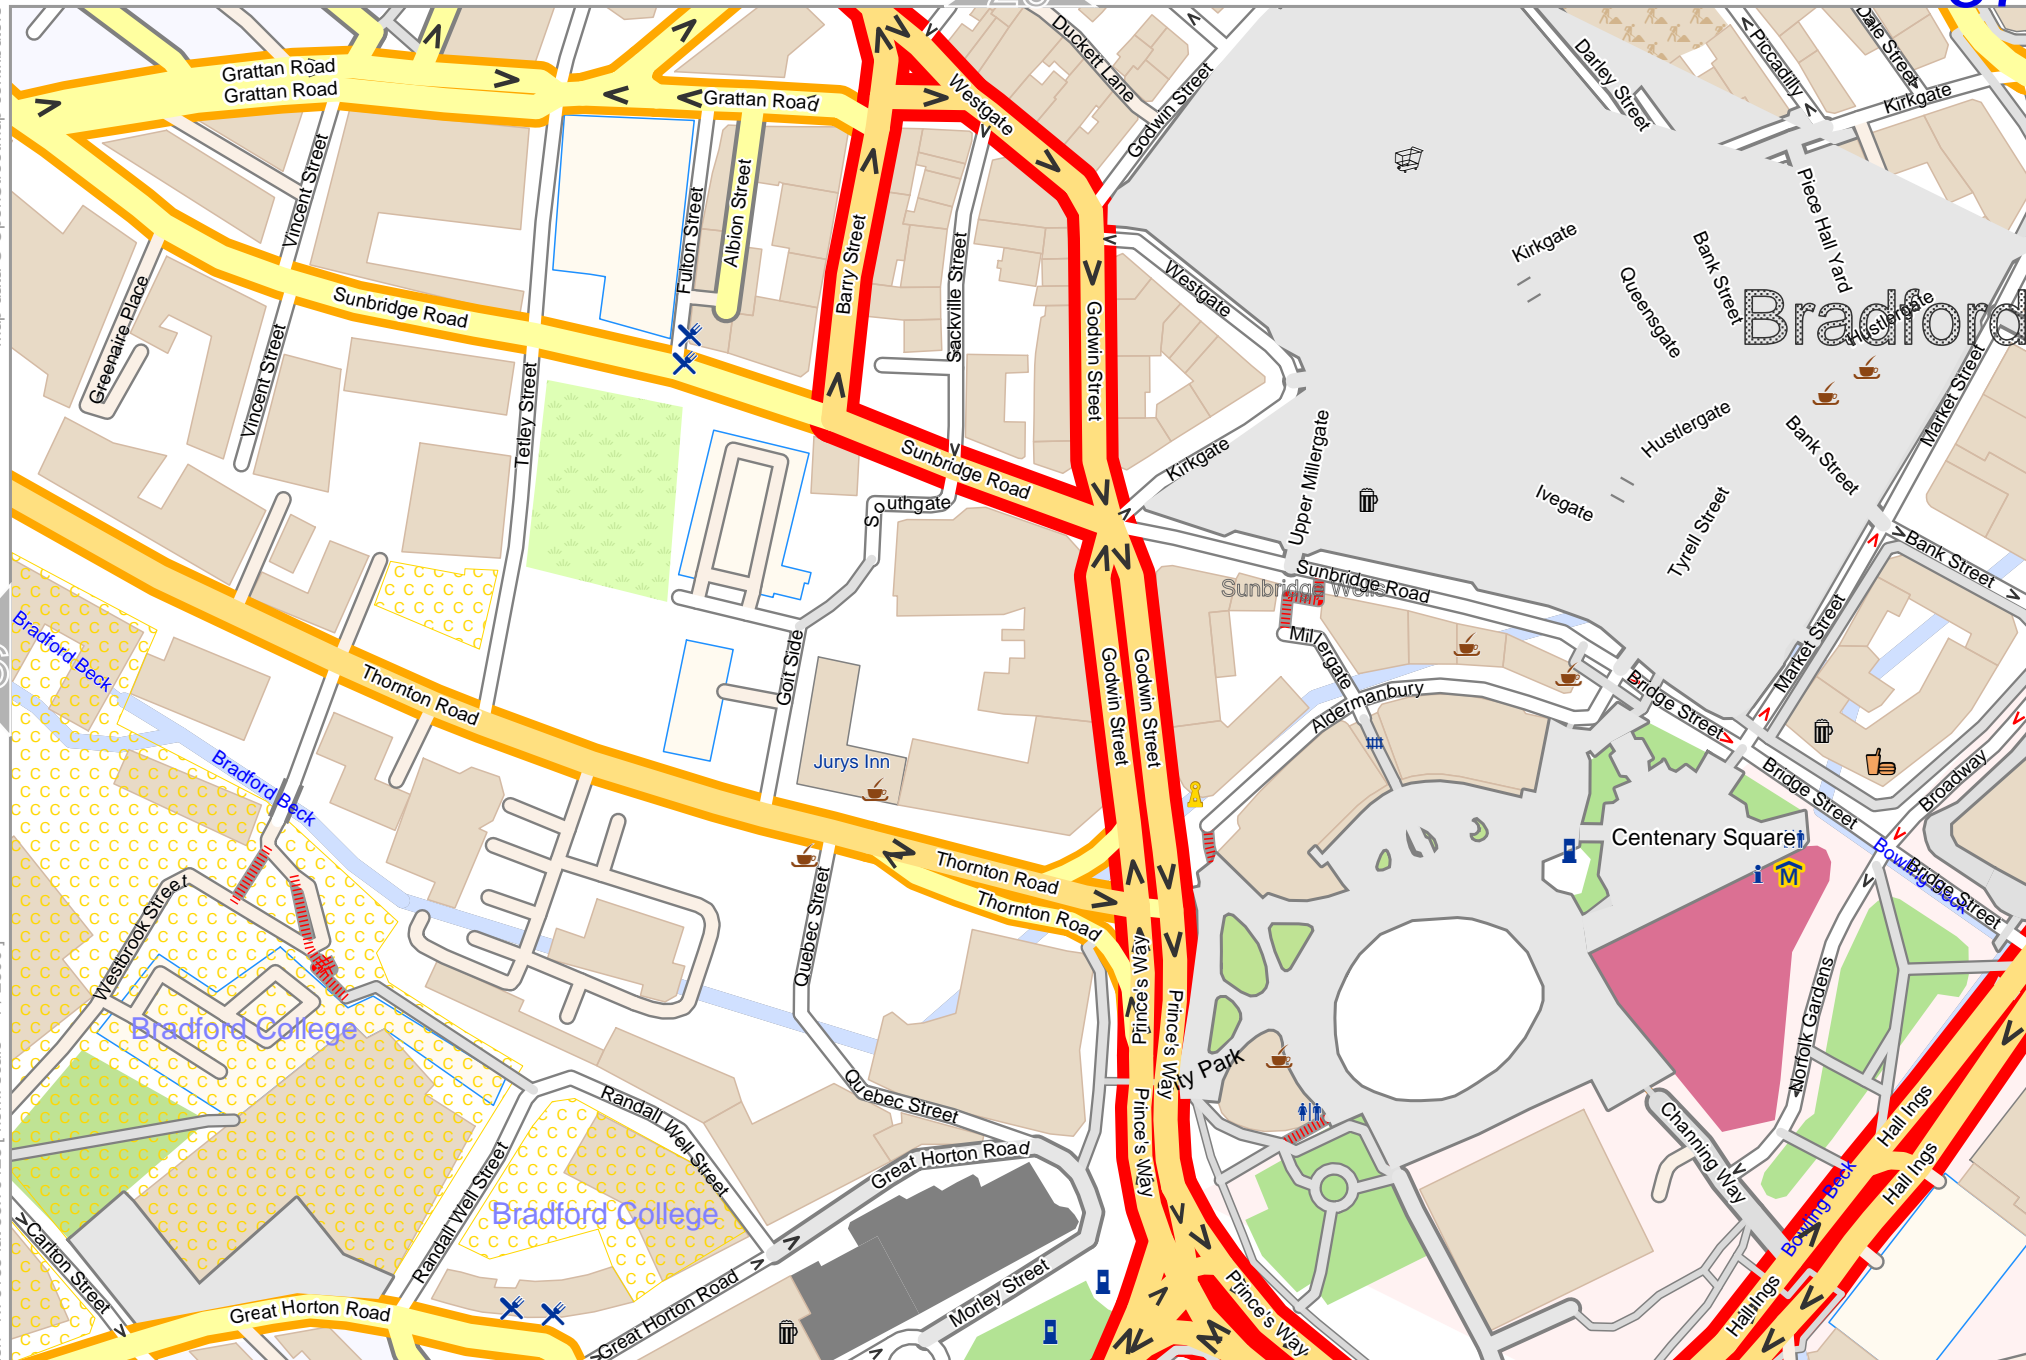 Grattan Road
Grattan Road
Grattan Road
Westgate
Duckett Lane
Godwin Street
Darley Street
Piccadilly
Dale Street
Kirkgate
Vincent Street
Fulton Street
Albion Street
Barry Street
Sackville Street
Godwin Street
Westgate
Kirkgate
Queensgate
Bank Street
Piece Hall Yard
Bradford
Hustlergate
Greenaire Place
Sunbridge Road
Vincent Street
Tetley Street
Sunbridge Road
Kirkgate
Upper Millergate
Hustlergate
Bank Street
Market Street
Southgate
Ivegate
Tyrell Street
Bank Street
Sunbridge Wells
Sunbridge Road
Bradford Beck
Thornton Road
Goit Side
Godwin Street
Godwin Street
Millergate
Aldermanbury
Market Street
Bridge Street
Bradford Beck
Jurys Inn
Bridge Street
Broadway
Centenary Square
Thornton Road
Thornton Road
Bowling Beck
Bridge Street
Westbrook Street
Quebec Street
Prince's Way
Prince's Way
Norfolk Gardens
Bradford College
ity Park
Randall Well Street
Quebec Street
Prince's Way
Great Horton Road
Channing Way
Hall Ings
Hall Ings
Randall Well Street
Bradford College
Bowling Beck
Carlton Street
Great Horton Road
Great Horton Road
Morley Street
Prince's Way
Hall Ings